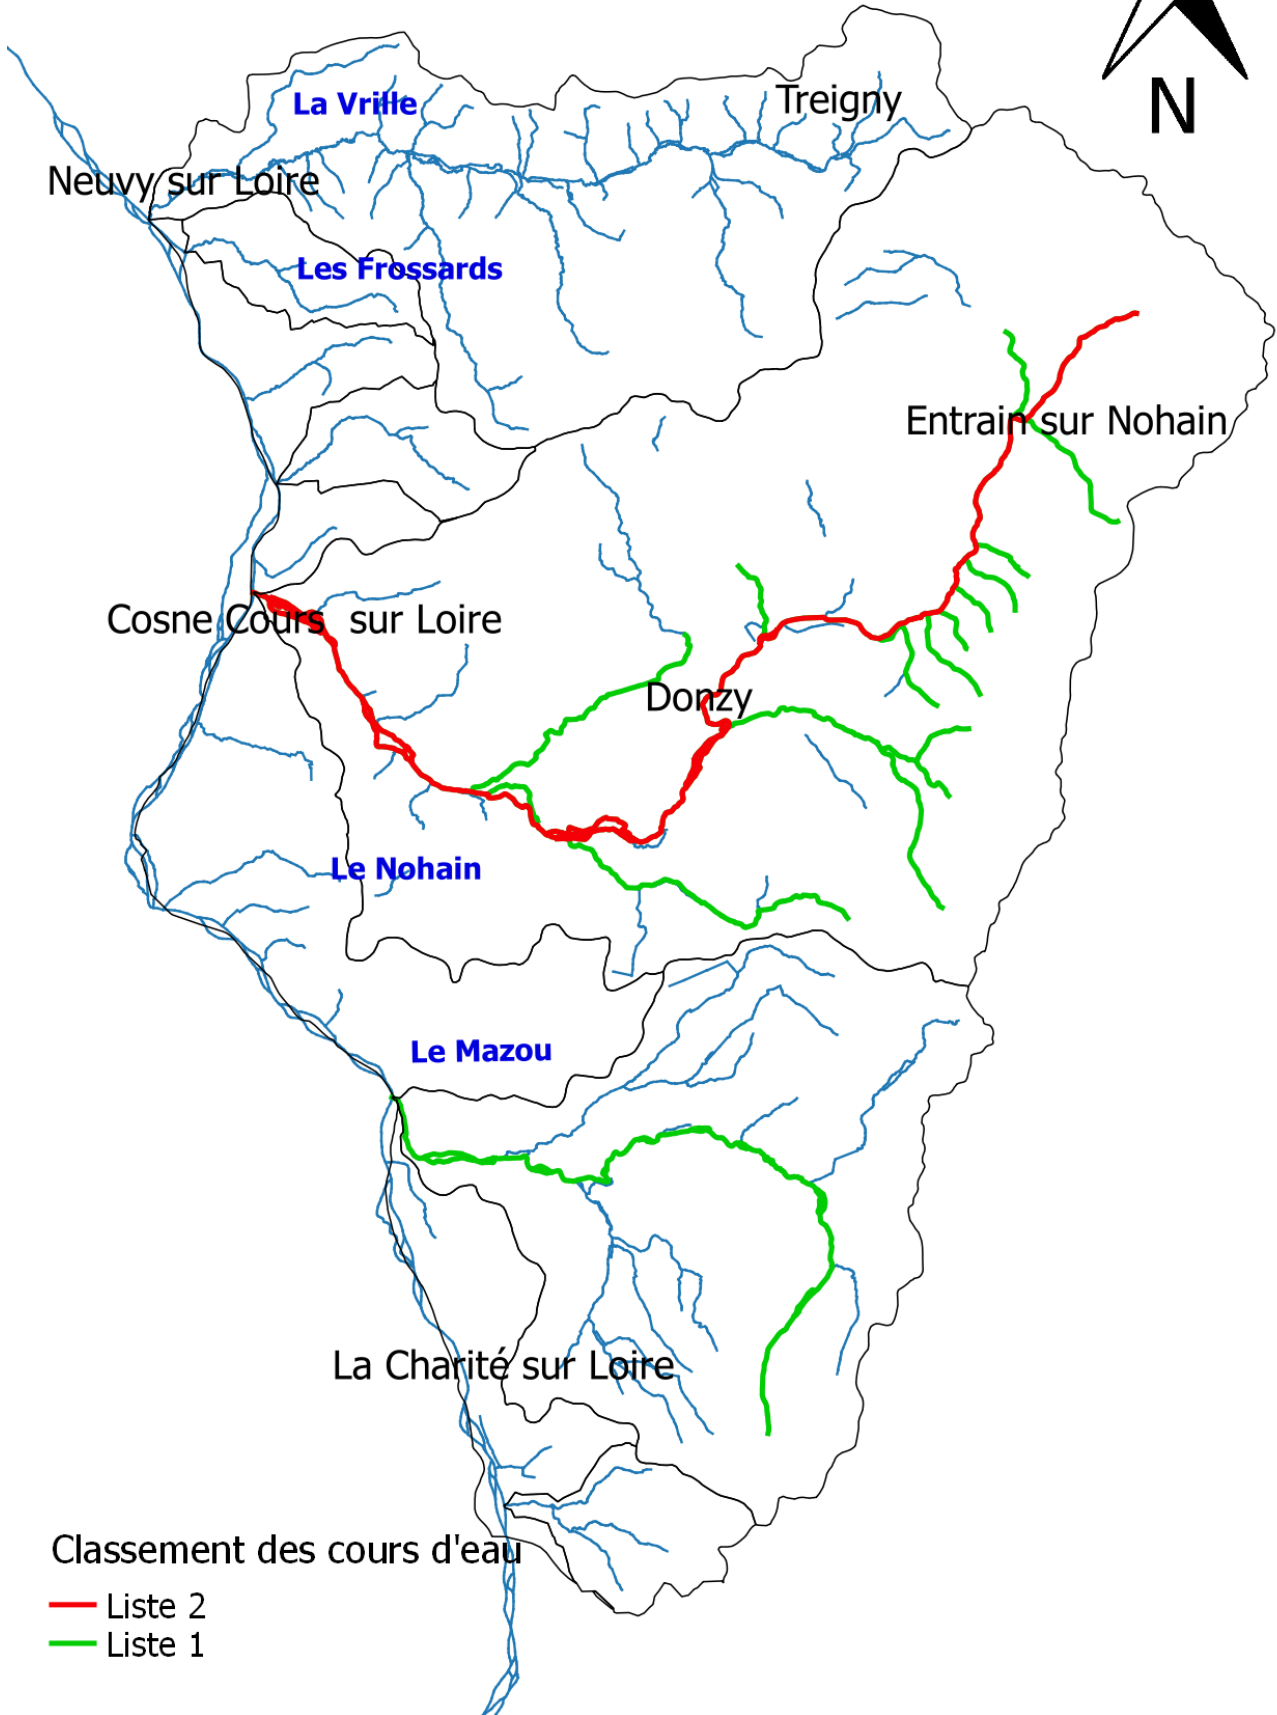 N
La Vrille
Treigny
Neuvy sur Loire
Les Frossards
Entrain sur Nohain
Cosne Cours sur Loire
Donzy
Le Nohain
Le Mazou
La Charité sur Loire
Classement des cours d'eau
Liste 2
Liste 1